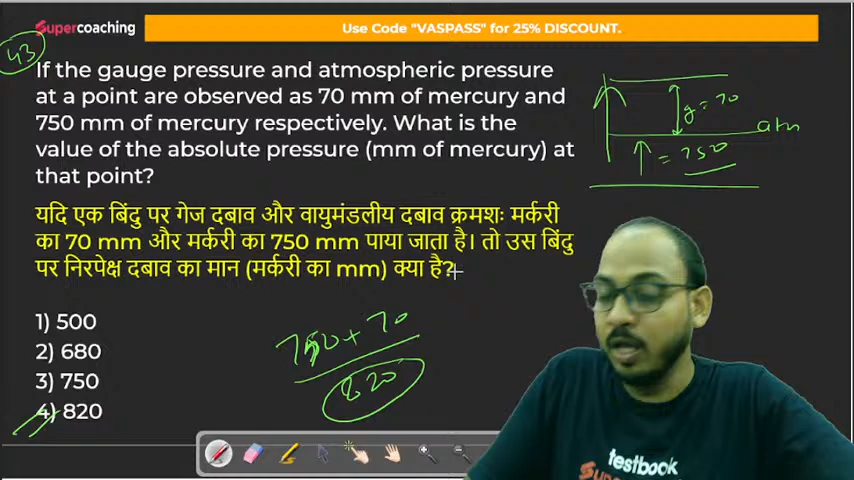 Supercoaching
Use Code "VASPASS" for 25% DISCOUNT.
43
If the gauge pressure and atmospheric pressure
at a point are observed as 70 mm of mercury and
750 mm of mercury respectively. What is the
value of the absolute pressure (mm of mercury) at
that point?
g = 70
atm
= 750
यदि एक बिंदु पर गेज दबाव और वायुमंडलीय दबाव क्रमशः मर्करी
का 70 mm और मर्करी का 750 mm पाया जाता है। तो उस बिंदु
पर निरपेक्ष दबाव का मान (मर्करी का mm) क्या है?
1) 500
2) 680
3) 750
4) 820
750 + 70
820
testbook